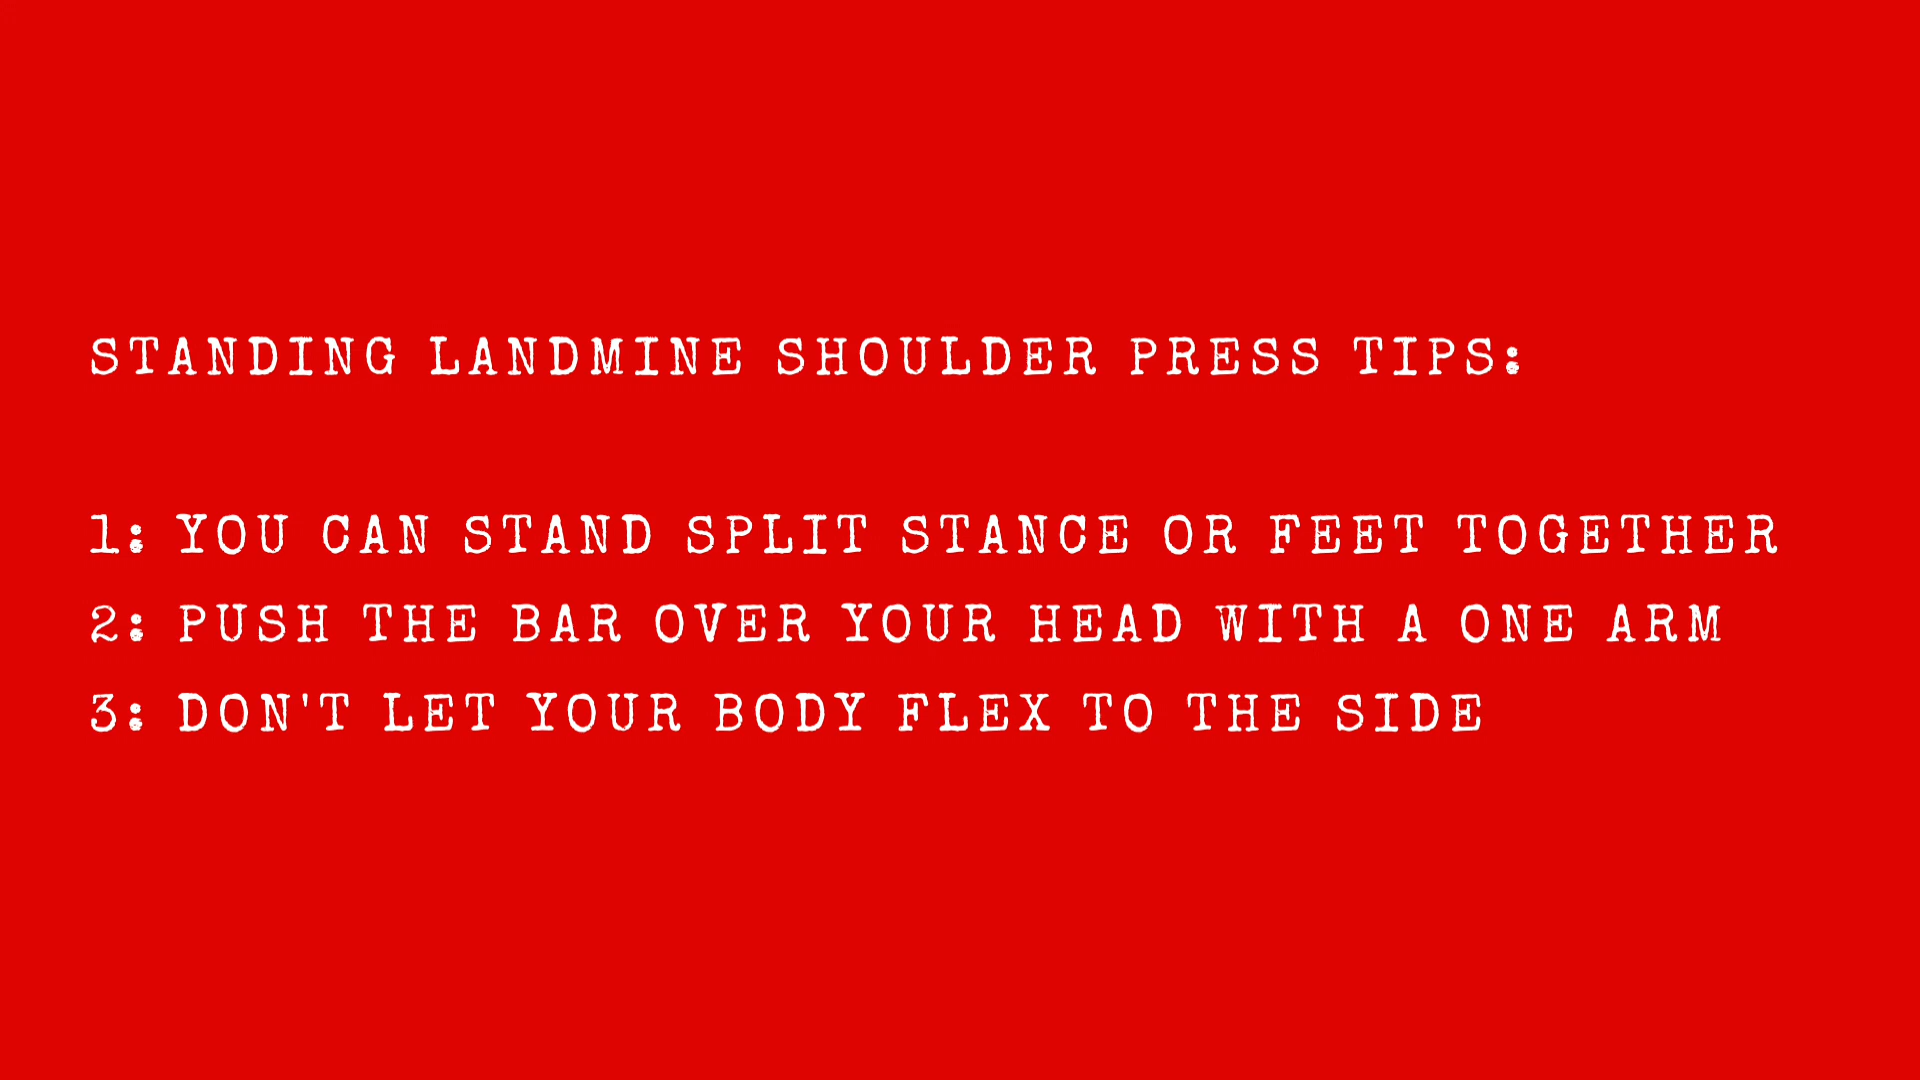 STANDING LANDMINE SHOULDER PRESS TIPS:
1: YOU CAN STAND SPLIT STANCE OR FEET TOGETHER
2: PUSH THE BAR OVER YOUR HEAD WITH A ONE ARM
3: DON'T LET YOUR BODY FLEX TO THE SIDE